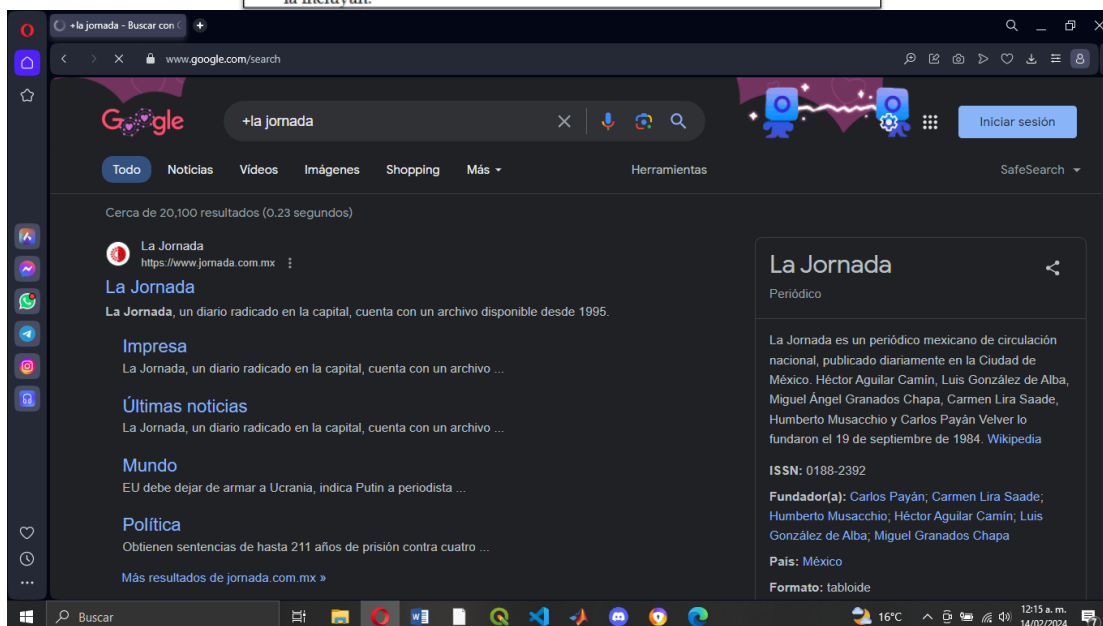 la incluyan.
+la jornada - Buscar con
www.google.com/search
Google
+la jornada
Iniciar sesión
Todo
Noticias
Vídeos
Imágenes
Shopping
Más
Herramientas
SafeSearch
Cerca de 20,100 resultados (0.23 segundos)
La Jornada
https://www.jornada.com.mx
La Jornada
La Jornada, un diario radicado en la capital, cuenta con un archivo disponible desde 1995.
Impresa
La Jornada, un diario radicado en la capital, cuenta con un archivo ...
Últimas noticias
La Jornada, un diario radicado en la capital, cuenta con un archivo ...
Mundo
EU debe dejar de armar a Ucrania, indica Putin a periodista ...
Política
Obtienen sentencias de hasta 211 años de prisión contra cuatro ...
Más resultados de jornada.com.mx »
La Jornada
Periódico
La Jornada es un periódico mexicano de circulación
nacional, publicado diariamente en la Ciudad de
México. Héctor Aguilar Camín, Luis González de Alba,
Miguel Ángel Granados Chapa, Carmen Lira Saade,
Humberto Musacchio y Carlos Payán Velver lo
fundaron el 19 de septiembre de 1984. Wikipedia
ISSN: 0188-2392
Fundador(a): Carlos Payán; Carmen Lira Saade;
Humberto Musacchio; Héctor Aguilar Camín; Luis
González de Alba; Miguel Granados Chapa
País: México
Formato: tabloide
Buscar
16°C
12:15 a. m.
14/02/2024